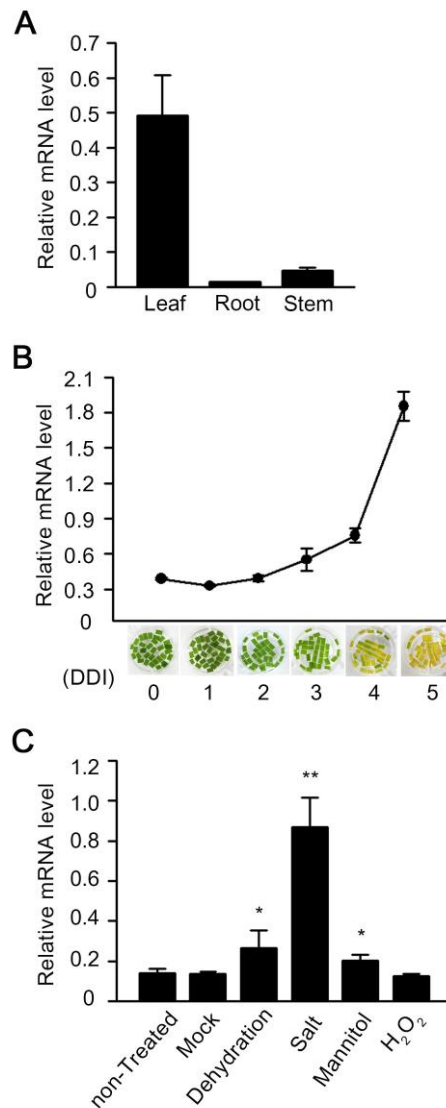 A
Relative mRNA level
0.7
0.6
0.5
0.4
0.3
0.2
0.1
0
Leaf Root Stem
B
Relative mRNA level
2.1
1.8
1.2
0.9
0.6
0.3
0
(DDI) 0 1 2 3 4 5
C
Relative mRNA level
1.2
1.0
0.8
0.6
0.4
0.2
0
* ** *
non-Treated Mock Dehydration Salt Mannitol H₂O₂